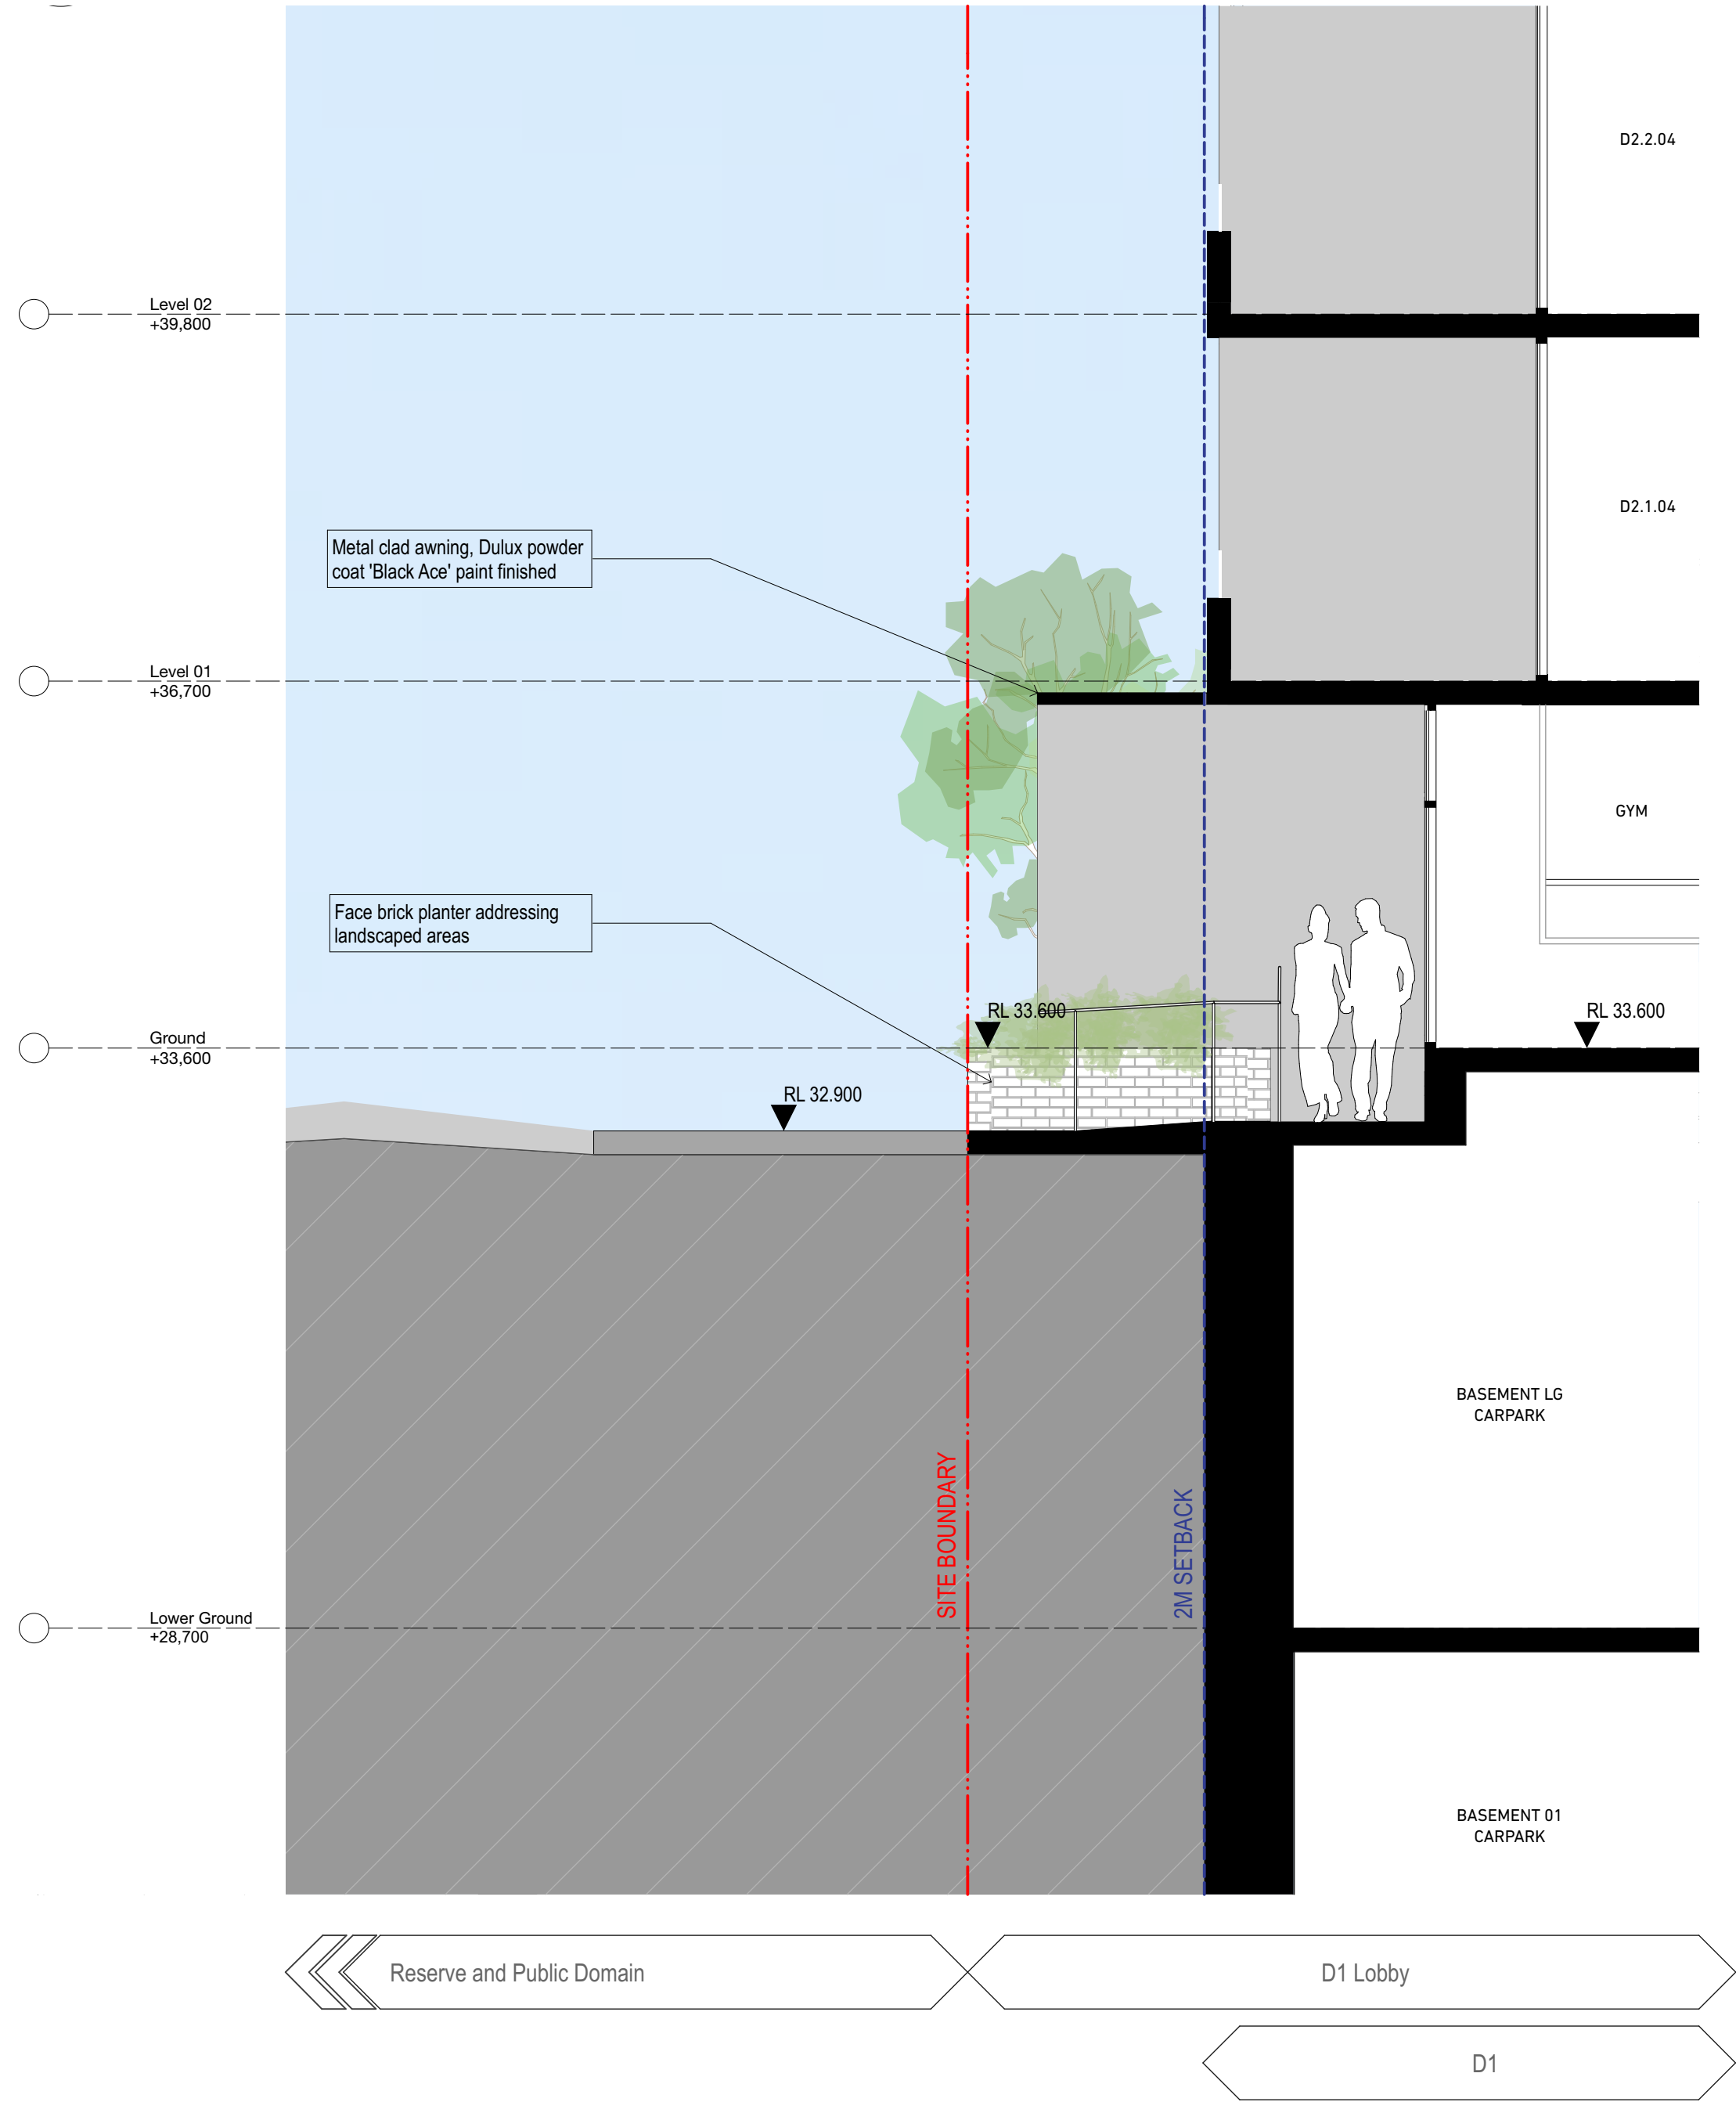 D2.2.04
Level 02
+39,800
D2.1.04
Metal clad awning, Dulux powder
coat 'Black Ace' paint finished
Level 01
+36,700
GYM
Face brick planter addressing
landscaped areas
RL 33.600
RL 33.600
Ground
+33,600
RL 32.900
BASEMENT LG
CARPARK
SITE BOUNDARY
2M SETBACK
Lower Ground
+28,700
BASEMENT 01
CARPARK
Reserve and Public Domain
D1 Lobby
D1